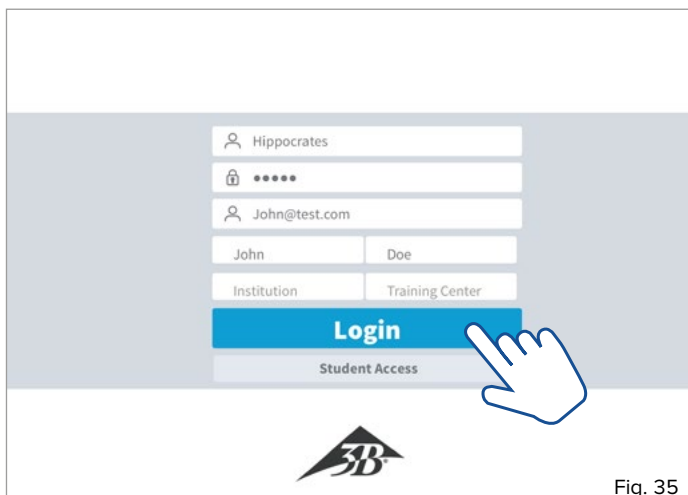 Hippocrates
•••••
John@test.com
John Doe
Institution Training Center
Login
Student Access
3B
Fig. 35